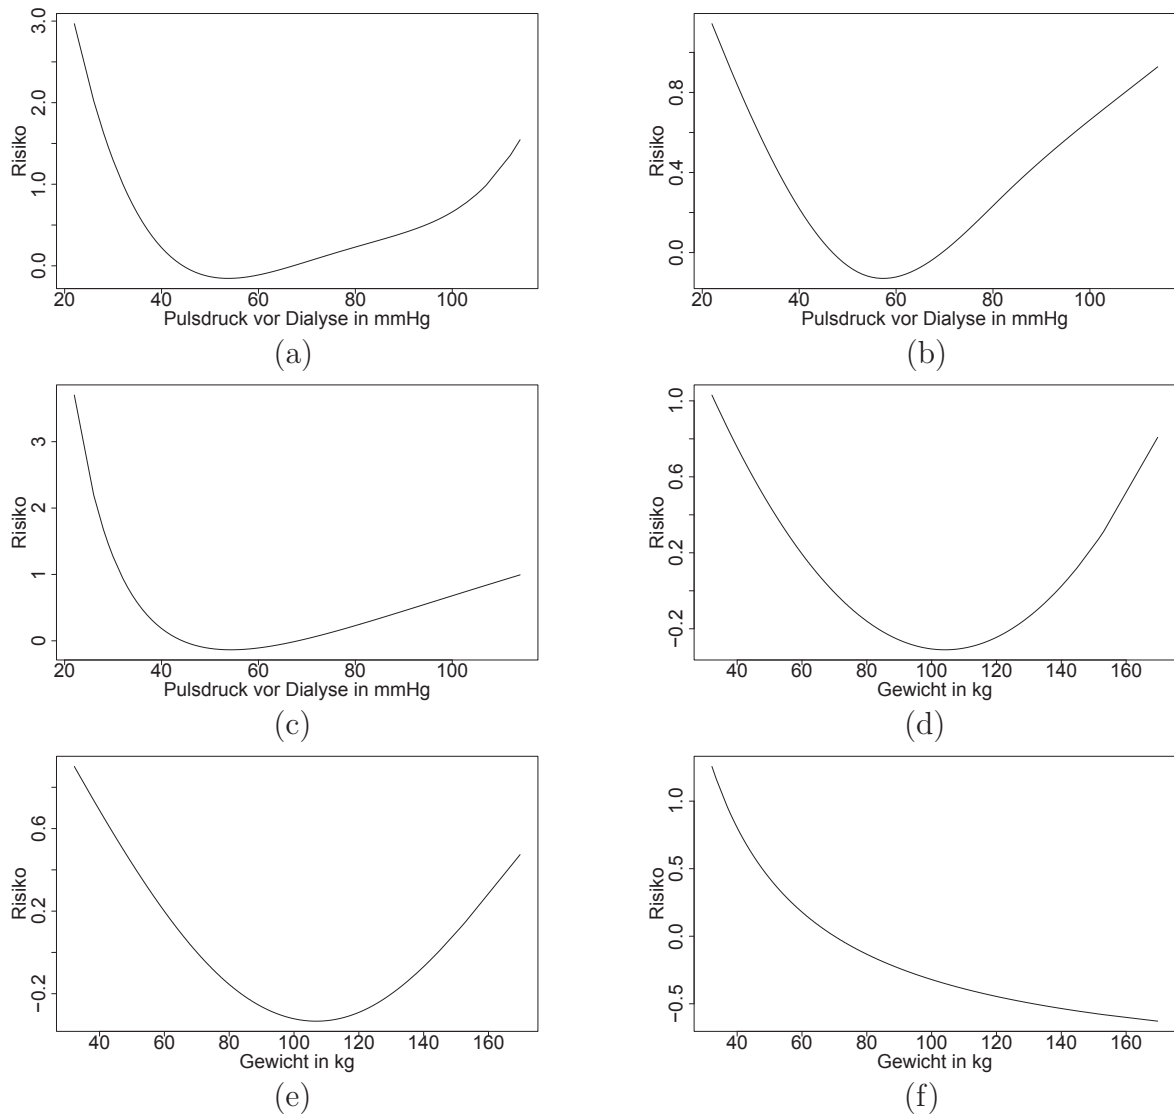 Risiko
0.0 1.0 2.0 3.0
20 40 60 80 100
Pulsdruck vor Dialyse in mmHg
(a)
Risiko
0.0 0.4 0.8
20 40 60 80 100
Pulsdruck vor Dialyse in mmHg
(b)
Risiko
0 1 2 3
20 40 60 80 100
Pulsdruck vor Dialyse in mmHg
(c)
Risiko
−0.2 0.2 0.6 1.0
40 60 80 100 120 140 160
Gewicht in kg
(d)
Risiko
−0.2 0.2 0.6
40 60 80 100 120 140 160
Gewicht in kg
(e)
Risiko
−0.5 0.0 0.5 1.0
40 60 80 100 120 140 160
Gewicht in kg
(f)